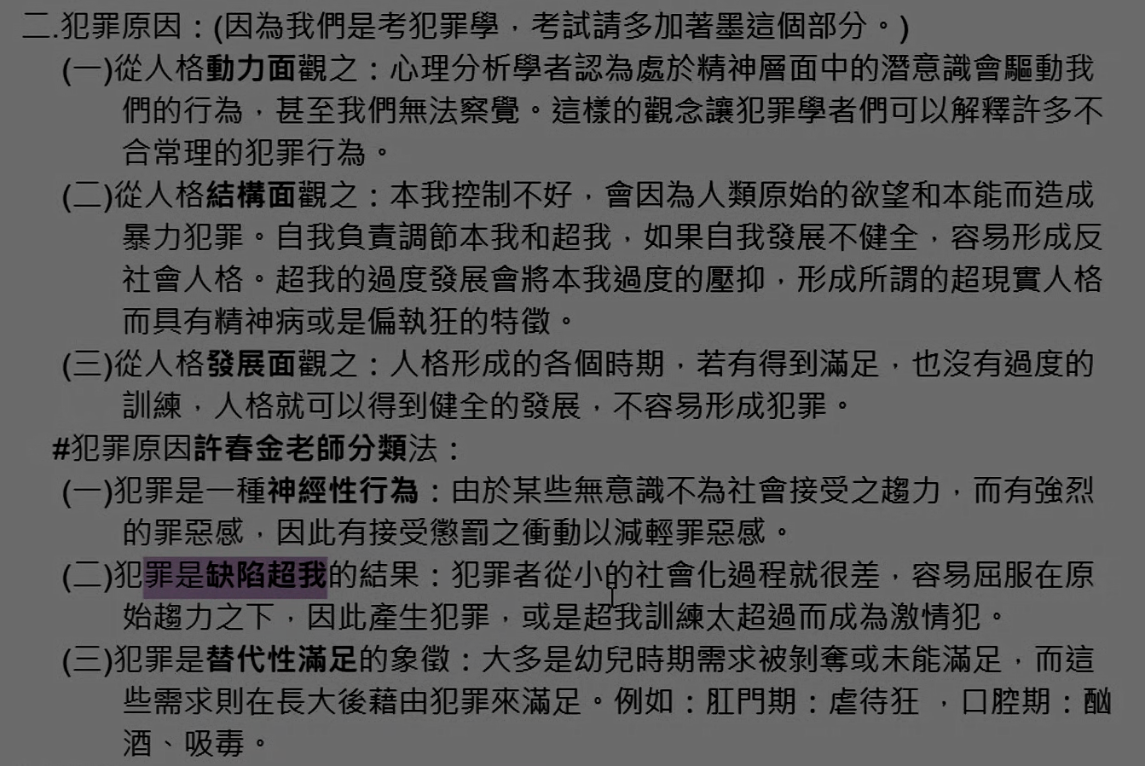 二.犯罪原因：(因為我們是考犯罪學，考試請多加著墨這個部分。)
(一)從人格動力面觀之：心理分析學者認為處於精神層面中的潛意識會驅動我
們的行為，甚至我們無法察覺。這樣的觀念讓犯罪學者們可以解釋許多不
合常理的犯罪行為。
(二)從人格結構面觀之：本我控制不好，會因為人類原始的欲望和本能而造成
暴力犯罪。自我負責調節本我和超我，如果自我發展不健全，容易形成反
社會人格。超我的過度發展會將本我過度的壓抑，形成所謂的超現實人格
而具有精神病或是偏執狂的特徵。
(三)從人格發展面觀之：人格形成的各個時期，若有得到滿足，也沒有過度的
訓練，人格就可以得到健全的發展，不容易形成犯罪。
#犯罪原因許春金老師分類法：
(一)犯罪是一種神經性行為：由於某些無意識不為社會接受之趨力，而有強烈
的罪惡感，因此有接受懲罰之衝動以減輕罪惡感。
(二)犯罪是缺陷超我的結果：犯罪者從小的社會化過程就很差，容易屈服在原
始趨力之下，因此產生犯罪，或是超我訓練太超過而成為激情犯。
(三)犯罪是替代性滿足的象徵：大多是幼兒時期需求被剝奪或未能滿足，而這
些需求則在長大後藉由犯罪來滿足。例如：肛門期：虐待狂 ，口腔期：酗
酒、吸毒。